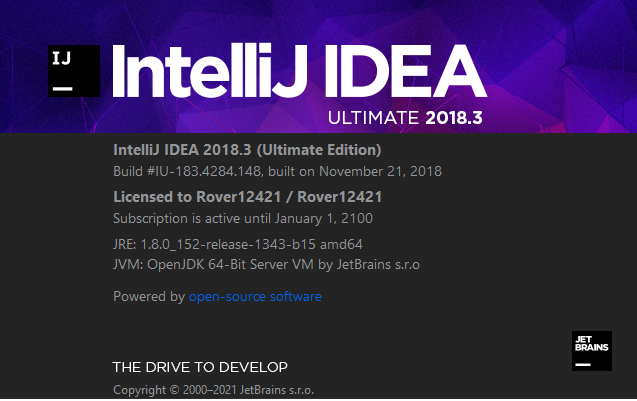 IJ
IntelliJ IDEA
ULTIMATE 2018.3
IntelliJ IDEA 2018.3 (Ultimate Edition)
Build #IU-183.4284.148, built on November 21, 2018
Licensed to Rover12421 / Rover12421
Subscription is active until January 1, 2100
JRE: 1.8.0_152-release-1343-b15 amd64
JVM: OpenJDK 64-Bit Server VM by JetBrains s.r.o
Powered by open-source software
JET
BRAINS
THE DRIVE TO DEVELOP
Copyright © 2000–2021 JetBrains s.r.o.